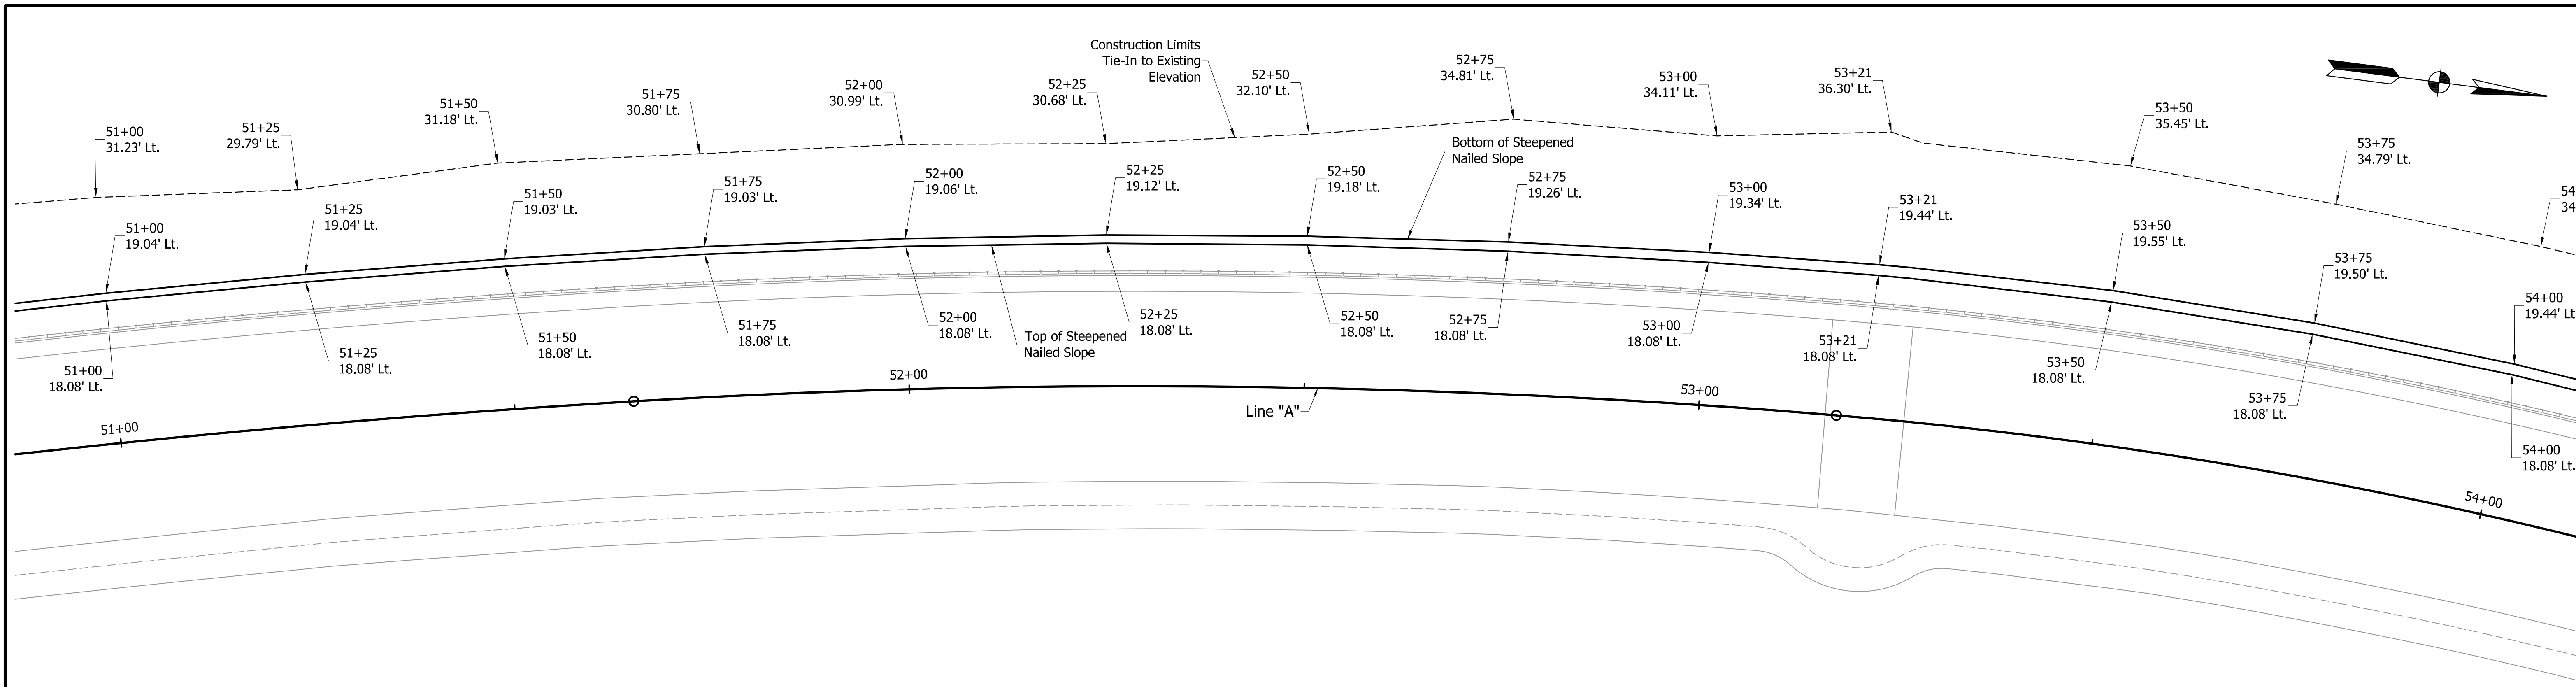 Construction Limits
Tie-In to Existing
Elevation
51+00
31.23' Lt.
51+25
29.79' Lt.
51+50
31.18' Lt.
51+75
30.80' Lt.
52+00
30.99' Lt.
52+25
30.68' Lt.
52+50
32.10' Lt.
52+75
34.81' Lt.
53+00
34.11' Lt.
53+21
36.30' Lt.
53+50
35.45' Lt.
53+75
34.79' Lt.
54
34
Bottom of Steepened
Nailed Slope
51+00
19.04' Lt.
51+25
19.04' Lt.
51+50
19.03' Lt.
51+75
19.03' Lt.
52+00
19.06' Lt.
52+25
19.12' Lt.
52+50
19.18' Lt.
52+75
19.26' Lt.
53+00
19.34' Lt.
53+21
19.44' Lt.
53+50
19.55' Lt.
53+75
19.50' Lt.
54+00
19.44' Lt
51+00
18.08' Lt.
51+25
18.08' Lt.
51+50
18.08' Lt.
51+75
18.08' Lt.
52+00
18.08' Lt.
Top of Steepened
Nailed Slope
52+25
18.08' Lt.
52+50
18.08' Lt.
52+75
18.08' Lt.
53+00
18.08' Lt.
53+21
18.08' Lt.
53+50
18.08' Lt.
53+75
18.08' Lt.
54+00
18.08' Lt.
51+00
52+00
Line "A"
53+00
54+00